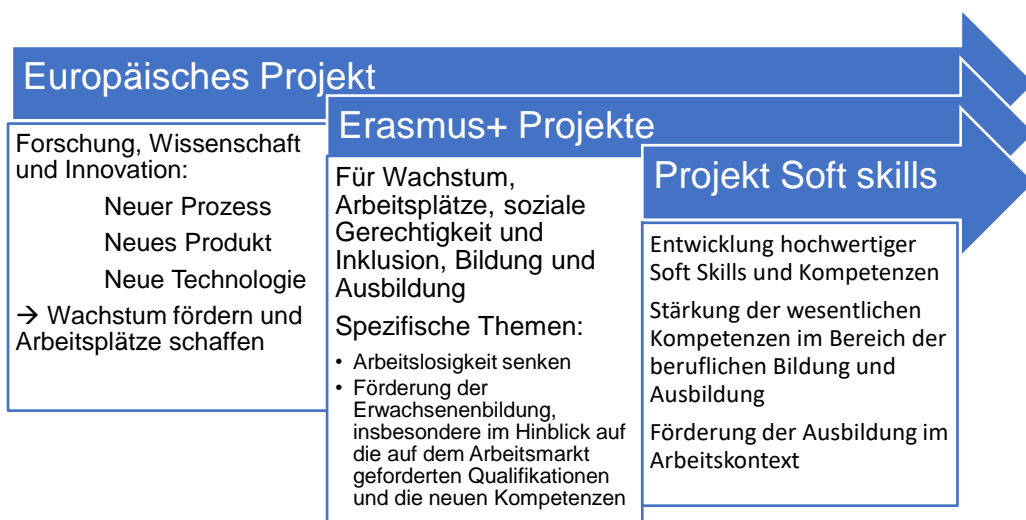 Europäisches Projekt
Forschung, Wissenschaft
und Innovation:
Neuer Prozess
Neues Produkt
Neue Technologie
→ Wachstum fördern und
Arbeitsplätze schaffen
Erasmus+ Projekte
Für Wachstum,
Arbeitsplätze, soziale
Gerechtigkeit und
Inklusion, Bildung und
Ausbildung
Spezifische Themen:
• Arbeitslosigkeit senken
• Förderung der
Erwachsenenbildung,
insbesondere im Hinblick auf
die auf dem Arbeitsmarkt
geforderten Qualifikationen
und die neuen Kompetenzen
Projekt Soft skills
Entwicklung hochwertiger
Soft Skills und Kompetenzen
Stärkung der wesentlichen
Kompetenzen im Bereich der
beruflichen Bildung und
Ausbildung
Förderung der Ausbildung im
Arbeitskontext